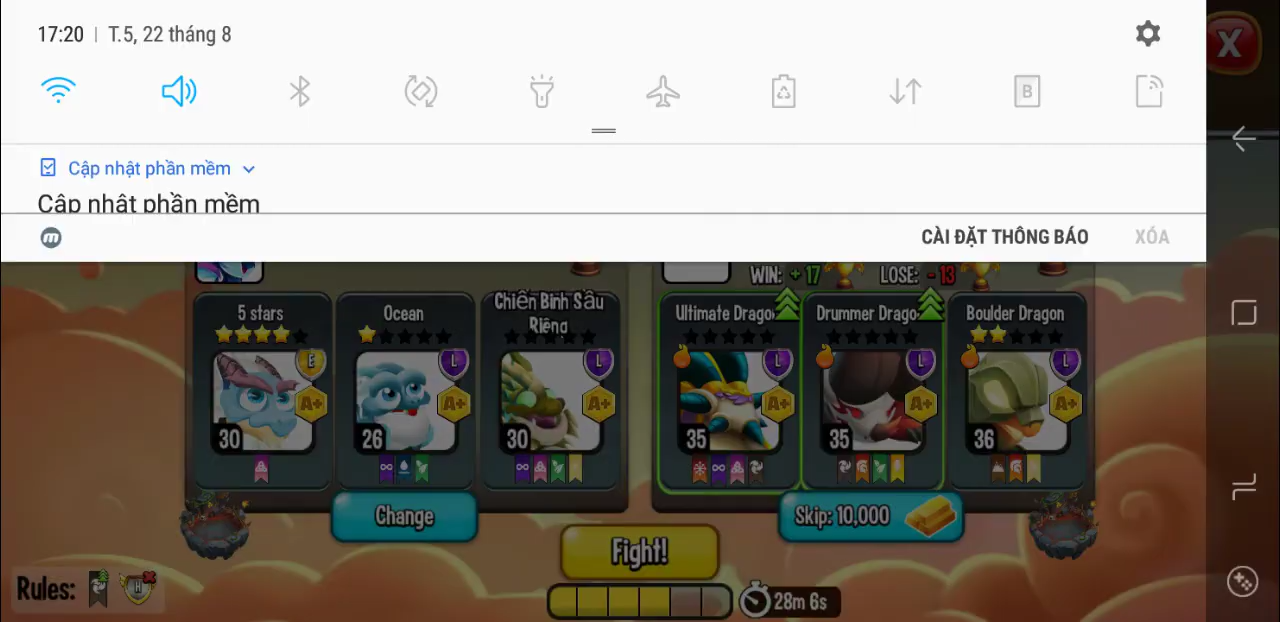 17:20 | T.5, 22 tháng 8
B
Cập nhật phần mềm
Cập nhật phần mềm
m
CÀI ĐẶT THÔNG BÁO XÓA
X
WIN: +17 LOSE: -13
5 stars
E
A+
30
Ocean
L
A+
26
Chiến Binh Sầu
Riêng
L
A+
30
Ultimate Drago
L
A+
35
Drummer Drago
L
A+
35
Boulder Dragon
L
A+
36
Change
Skip: 10,000
Fight!
Rules:
H
28m 6s